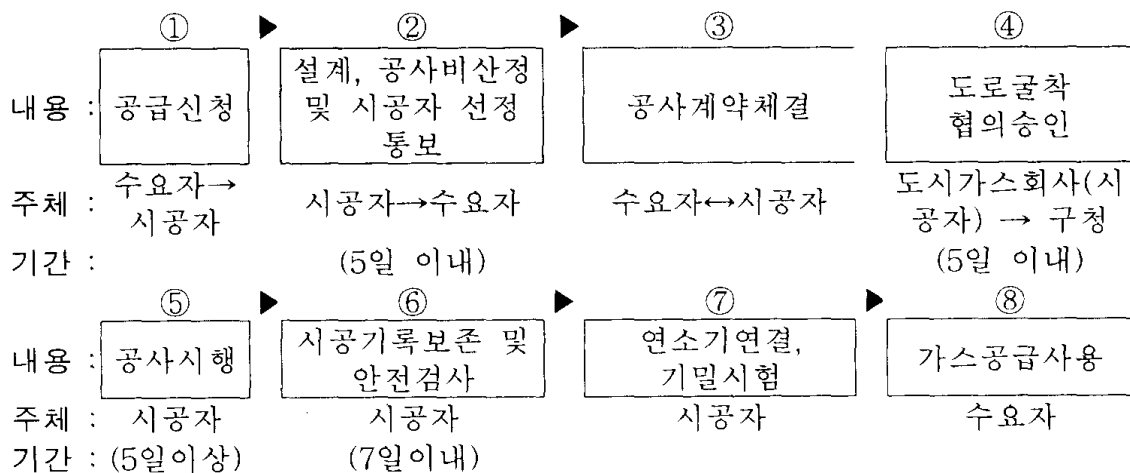 ① ▶ ② ▶ ③ ④
내용 : 공급신청 설계, 공사비산정 및 시공자 선정 통보 공사계약체결 도로굴착 협의승인
주체 : 수요자→시공자 시공자→수요자 수요자↔시공자 도시가스회사(시공자) → 구청
기간 : (5일 이내) (5일 이내)
⑤ ▶ ⑥ ▶ ⑦ ▶ ⑧
내용 : 공사시행 시공기록보존 및 안전검사 연소기연결, 기밀시험 가스공급사용
주체 : 시공자 시공자 시공자 수요자
기간 : (5일이상) (7일이내)